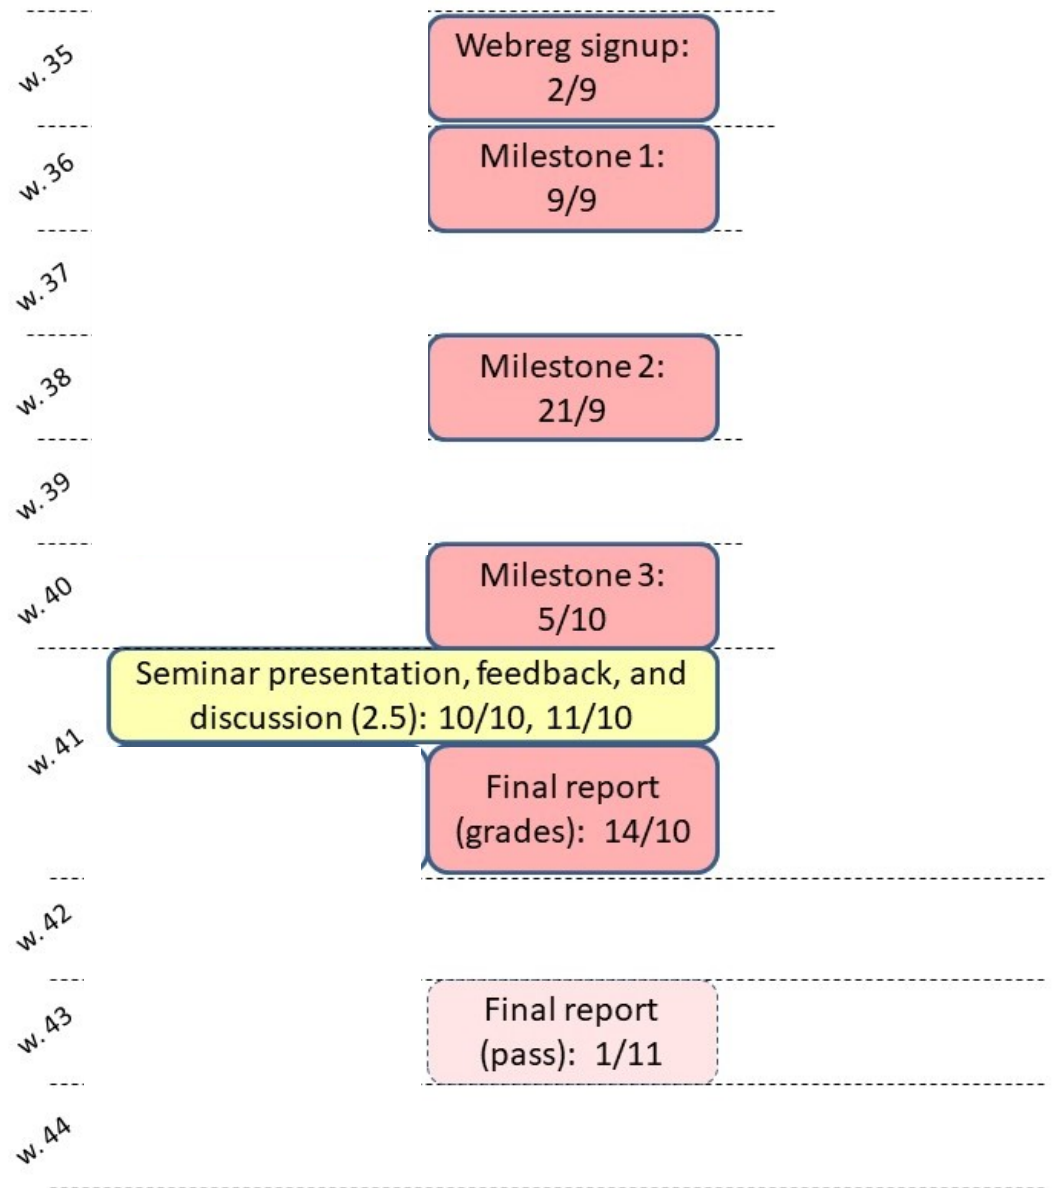 w. 35
Webreg signup:
2/9
w. 36
Milestone 1:
9/9
w. 37
w. 38
Milestone 2:
21/9
w. 39
w. 40
Milestone 3:
5/10
Seminar presentation, feedback, and
discussion (2.5): 10/10, 11/10
w. 41
Final report
(grades): 14/10
w. 42
w. 43
Final report
(pass): 1/11
w. 44